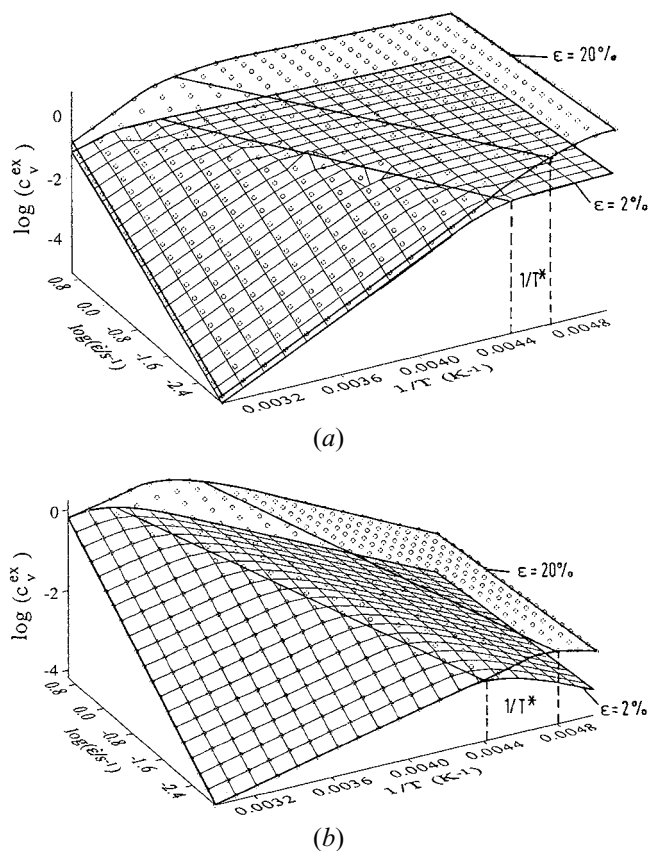 ε = 20%
0
-2
-4
log (c_v^ex)
ε = 2%
1/T*
0.8
0.0
-0.8
-1.6
-2.4
log(ε̇/s-1)
0.0032
0.0036
0.0040
0.0044
0.0048
1/T (K-1)
(a)
0
-2
-4
log (c_v^ex)
ε = 20%
ε = 2%
1/T*
0.8
0.0
-0.8
-1.6
-2.4
log(ε̇/s-1)
0.0032
0.0036
0.0040
0.0044
0.0048
1/T (K-1)
(b)